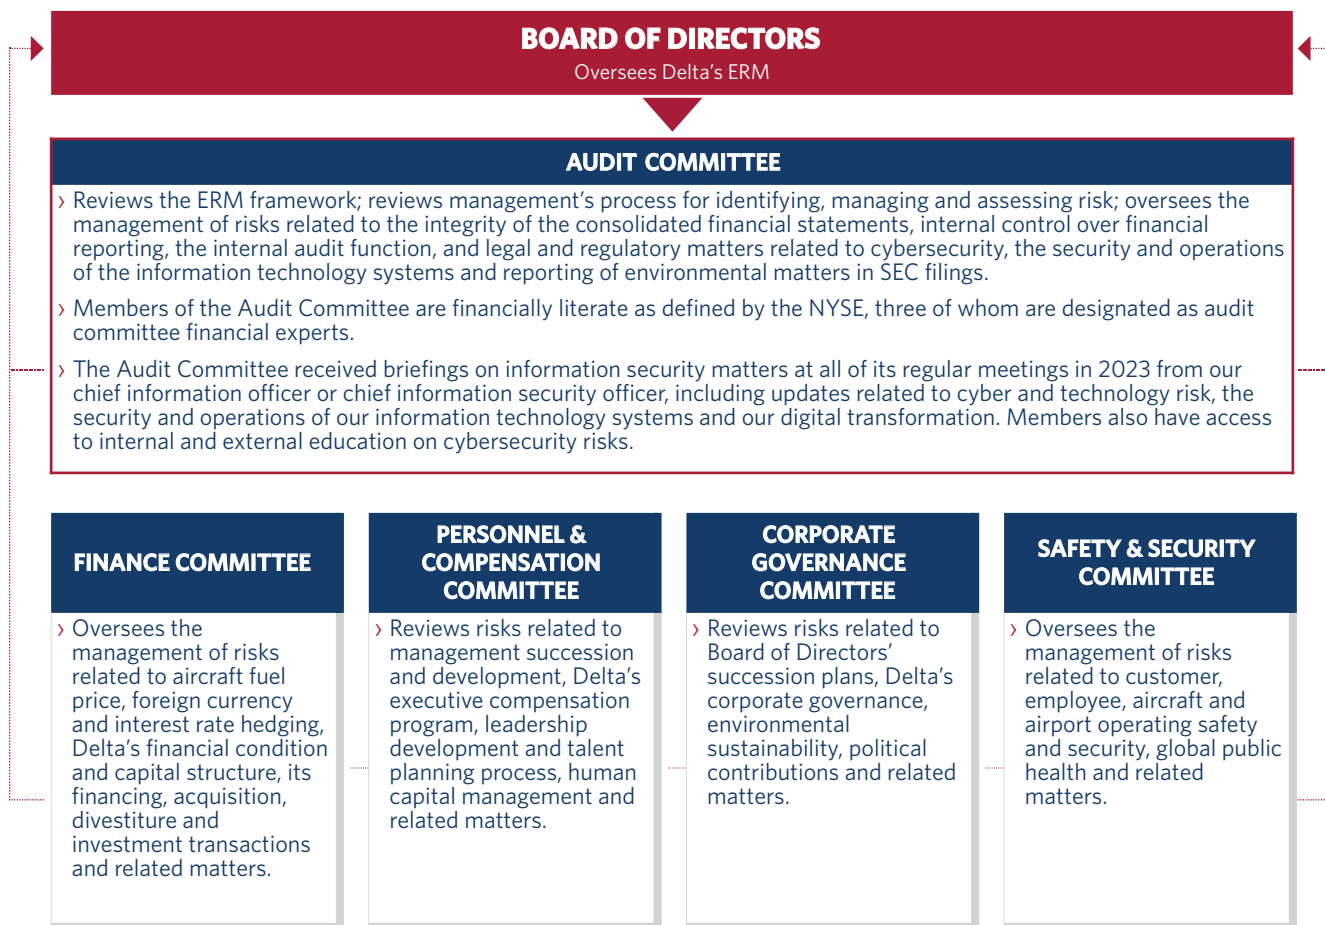 BOARD OF DIRECTORS
Oversees Delta’s ERM
AUDIT COMMITTEE
› Reviews the ERM framework; reviews management’s process for identifying, managing and assessing risk; oversees the
management of risks related to the integrity of the consolidated financial statements, internal control over financial
reporting, the internal audit function, and legal and regulatory matters related to cybersecurity, the security and operations
of the information technology systems and reporting of environmental matters in SEC filings.
› Members of the Audit Committee are financially literate as defined by the NYSE, three of whom are designated as audit
committee financial experts.
› The Audit Committee received briefings on information security matters at all of its regular meetings in 2023 from our
chief information officer or chief information security officer, including updates related to cyber and technology risk, the
security and operations of our information technology systems and our digital transformation. Members also have access
to internal and external education on cybersecurity risks.
FINANCE COMMITTEE
› Oversees the
management of risks
related to aircraft fuel
price, foreign currency
and interest rate hedging,
Delta’s financial condition
and capital structure, its
financing, acquisition,
divestiture and
investment transactions
and related matters.
PERSONNEL &
COMPENSATION
COMMITTEE
› Reviews risks related to
management succession
and development, Delta’s
executive compensation
program, leadership
development and talent
planning process, human
capital management and
related matters.
CORPORATE
GOVERNANCE
COMMITTEE
› Reviews risks related to
Board of Directors’
succession plans, Delta’s
corporate governance,
environmental
sustainability, political
contributions and related
matters.
SAFETY & SECURITY
COMMITTEE
› Oversees the
management of risks
related to customer,
employee, aircraft and
airport operating safety
and security, global public
health and related
matters.